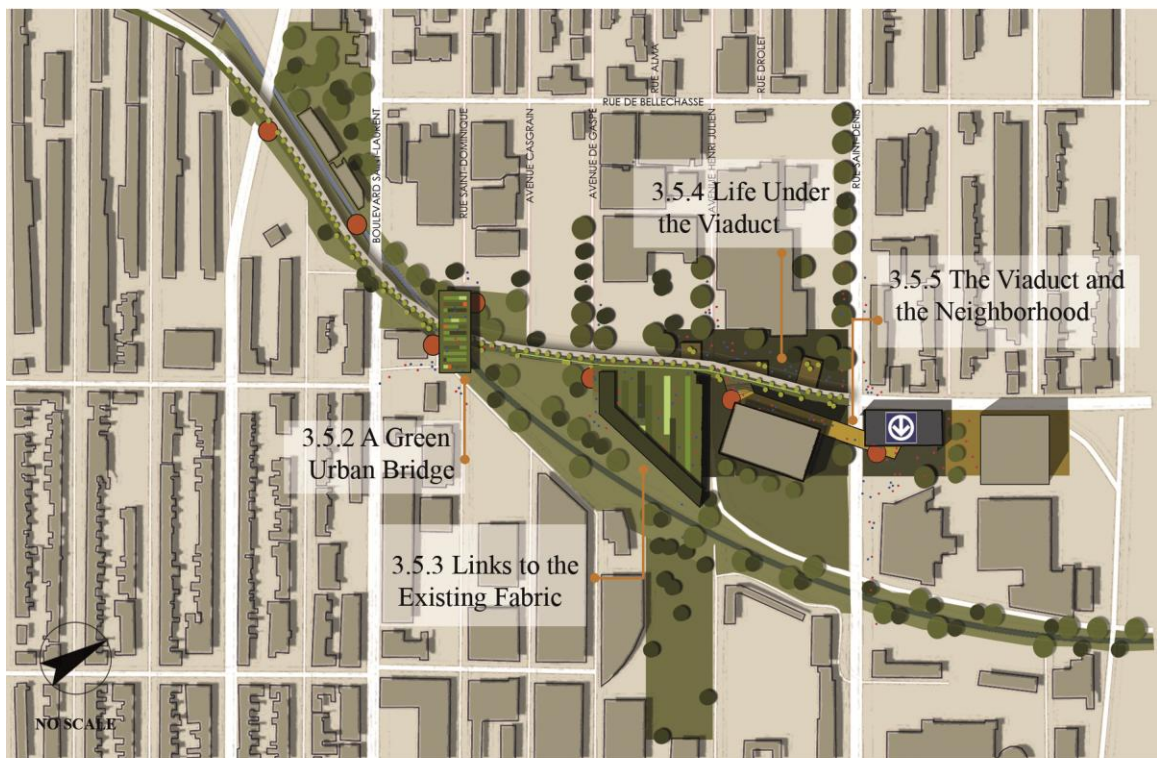 RUE ALMA
RUE DROLET
RUE DE BELLECHASSE
BOULEVARD SAINT-LAURENT
RUE SAINT-DOMINIQUE
AVENUE CASGRAIN
AVENUE DE GASPE
AVENUE HENRI JULIEN
RUE SAINT-DENIS
3.5.4 Life Under
the Viaduct
3.5.5 The Viaduct and
the Neighborhood
3.5.2 A Green
Urban Bridge
3.5.3 Links to the
Existing Fabric
NO SCALE